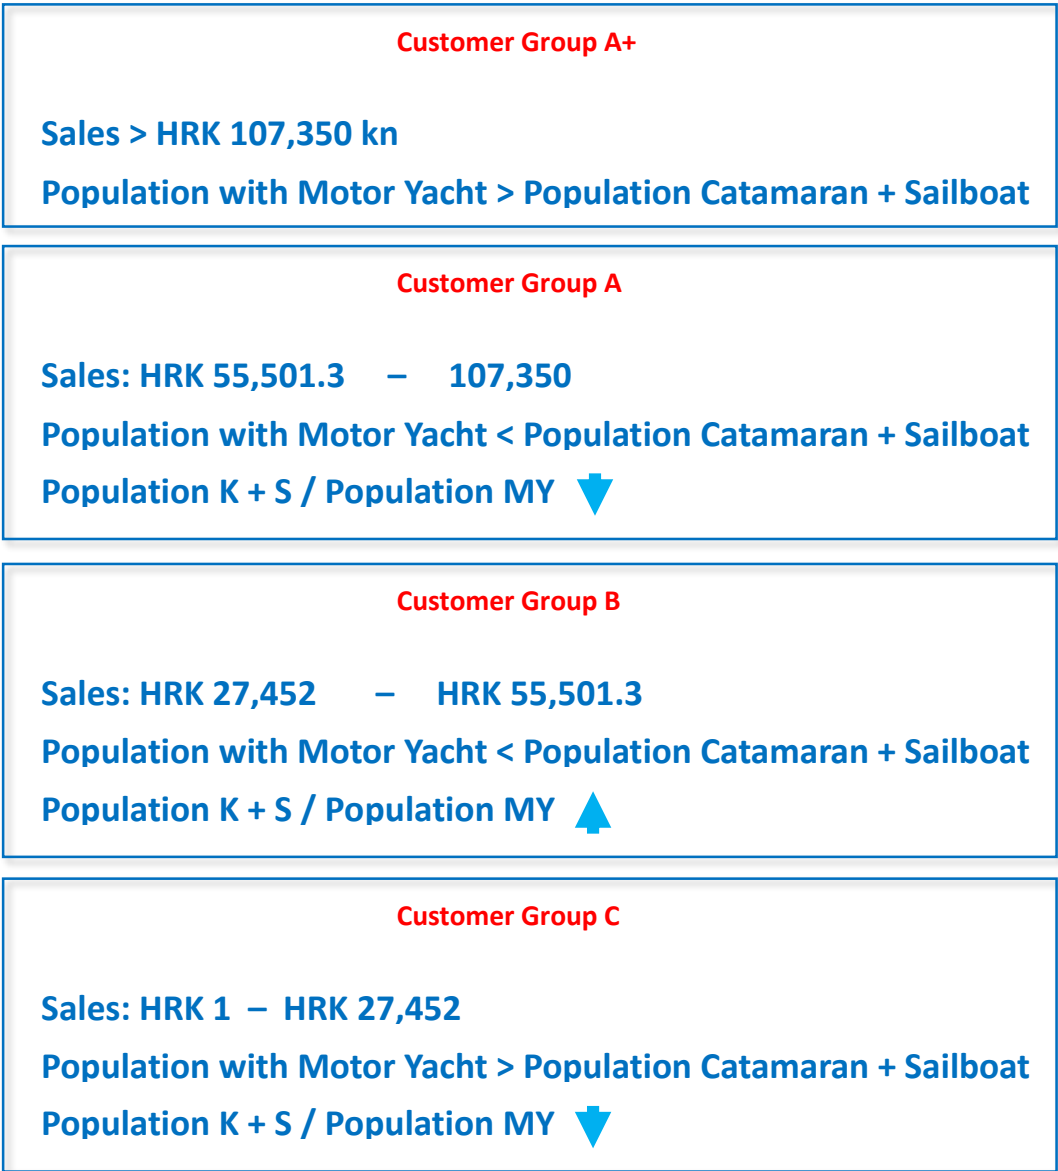 Customer Group A+
Sales > HRK 107,350 kn
Population with Motor Yacht > Population Catamaran + Sailboat
Customer Group A
Sales: HRK 55,501.3 – 107,350
Population with Motor Yacht < Population Catamaran + Sailboat
Population K + S / Population MY
Customer Group B
Sales: HRK 27,452 – HRK 55,501.3
Population with Motor Yacht < Population Catamaran + Sailboat
Population K + S / Population MY
Customer Group C
Sales: HRK 1 – HRK 27,452
Population with Motor Yacht > Population Catamaran + Sailboat
Population K + S / Population MY